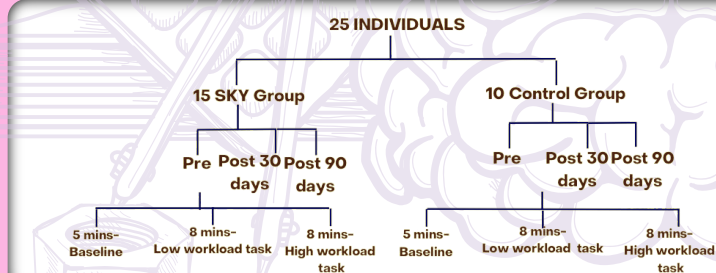 25 INDIVIDUALS
15 SKY Group
10 Control Group
Pre
Post 30
days
Post 90
days
Pre
Post 30
days
Post 90
days
5 mins-
Baseline
8 mins-
Low workload task
8 mins-
High workload
task
5 mins-
Baseline
8 mins-
Low workload task
8 mins-
High workload
task